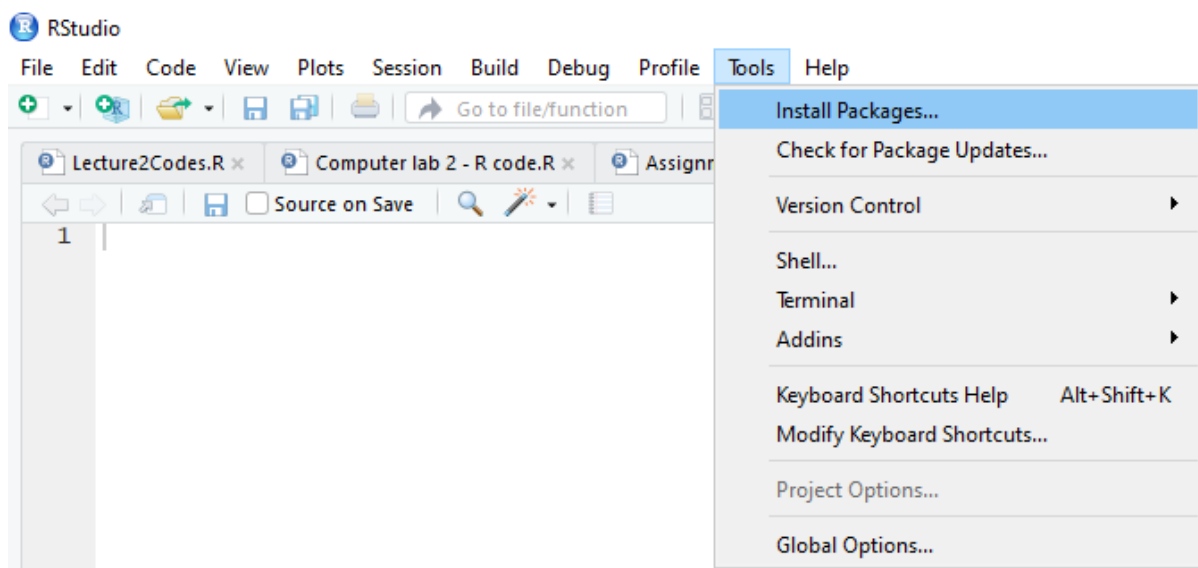 RStudio
File Edit Code View Plots Session Build Debug Profile Tools Help
Go to file/function
Install Packages...
Lecture2Codes.R × Computer lab 2 - R code.R ×
Check for Package Updates...
Source on Save
Version Control
1
Shell...
Terminal
Addins
Keyboard Shortcuts Help Alt+Shift+K
Modify Keyboard Shortcuts...
Project Options...
Global Options...